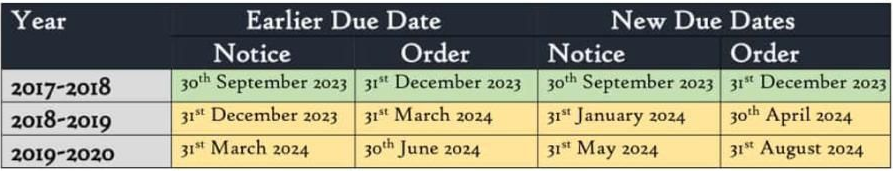 Year Earlier Due Date New Due Dates
Notice Order Notice Order
2017-2018 30th September 2023 31st December 2023 30th September 2023 31st December 2023
2018-2019 31st December 2023 31st March 2024 31st January 2024 30th April 2024
2019-2020 31st March 2024 30th June 2024 31st May 2024 31st August 2024